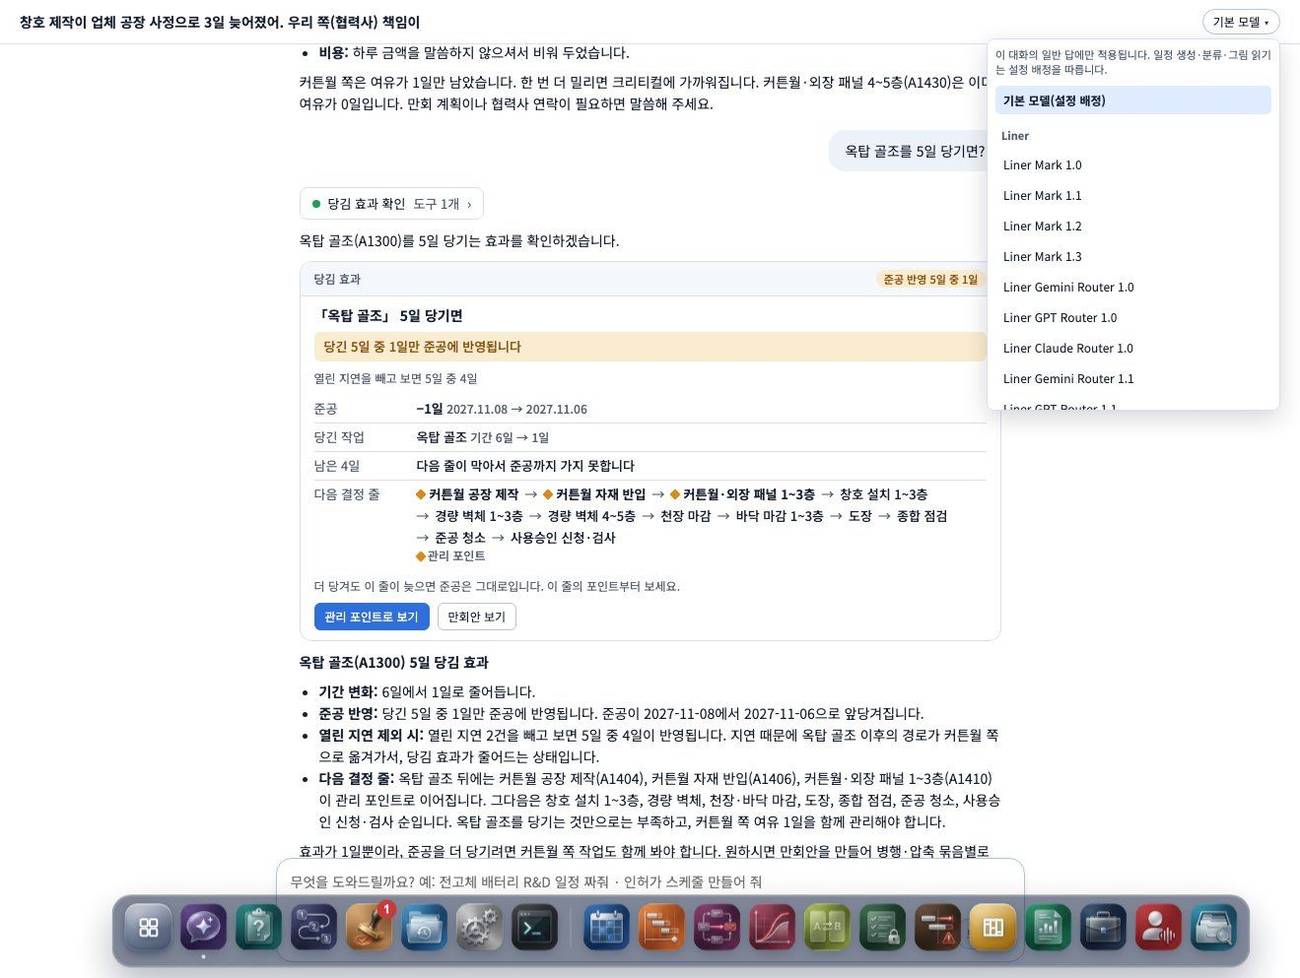 창호 제작이 업체 공장 사정으로 3일 늦어졌어. 우리 쪽(협력사) 책임이
기본 모델 ▾
이 대화의 일반 답에만 적용됩니다. 일정 생성·분류·그림 읽기
는 설정 배정을 따릅니다.
기본 모델(설정 배정)
Liner
Liner Mark 1.0
Liner Mark 1.1
Liner Mark 1.2
Liner Mark 1.3
Liner Gemini Router 1.0
Liner GPT Router 1.0
Liner Claude Router 1.0
Liner Gemini Router 1.1
Liner GPT Router 1.1
• 비용: 하루 금액을 말씀하지 않으셔서 비워 두었습니다.
커튼월 쪽은 여유가 1일만 남았습니다. 한 번 더 밀리면 크리티컬에 가까워집니다. 커튼월·외장 패널 4~5층(A1430)은
여유가 0일입니다. 만회 계획이나 협력사 연락이 필요하면 말씀해 주세요.
옥탑 골조를 5일 당기면?
당김 효과 확인 도구 1개 ›
옥탑 골조(A1300)를 5일 당기는 효과를 확인하겠습니다.
당김 효과
준공 반영 5일 중 1일
「옥탑 골조」 5일 당기면
당긴 5일 중 1일만 준공에 반영됩니다
열린 지연을 빼고 보면 5일 중 4일
준공 −1일 2027.11.08 → 2027.11.06
당긴 작업 옥탑 골조 기간 6일 → 1일
남은 4일 다음 줄이 막아서 준공까지 가지 못합니다
다음 결정 줄 ◆ 커튼월 공장 제작 → ◆ 커튼월 자재 반입 → ◆ 커튼월·외장 패널 1~3층 → 창호 설치 1~3층
→ 경량 벽체 1~3층 → 경량 벽체 4~5층 → 천장 마감 → 바닥 마감 1~3층 → 도장 → 종합 점검
→ 준공 청소 → 사용승인 신청·검사
◆관리 포인트
더 당겨도 이 줄이 늦으면 준공은 그대로입니다. 이 줄의 포인트부터 보세요.
관리 포인트로 보기
만회안 보기
옥탑 골조(A1300) 5일 당김 효과
• 기간 변화: 6일에서 1일로 줄어듭니다.
• 준공 반영: 당긴 5일 중 1일만 준공에 반영됩니다. 준공이 2027-11-08에서 2027-11-06으로 앞당겨집니다.
• 열린 지연 제외 시: 열린 지연 2건을 빼고 보면 5일 중 4일이 반영됩니다. 지연 때문에 옥탑 골조 이후의 경로가 커튼월 쪽
으로 옮겨가서, 당김 효과가 줄어드는 상태입니다.
• 다음 결정 줄: 옥탑 골조 뒤에는 커튼월 공장 제작(A1404), 커튼월 자재 반입(A1406), 커튼월·외장 패널 1~3층(A1410)
이 관리 포인트로 이어집니다. 그다음은 창호 설치 1~3층, 경량 벽체, 천장·바닥 마감, 도장, 종합 점검, 준공 청소, 사용승
인 신청·검사 순입니다. 옥탑 골조를 당기는 것만으로는 부족하고, 커튼월 쪽 여유 1일을 함께 관리해야 합니다.
효과가 1일뿐이라, 준공을 더 당기려면 커튼월 쪽 작업도 함께 봐야 합니다. 원하시면 만회안을 만들어 병행·압축 묶음별로
무엇을 도와드릴까요? 예: 전고체 배터리 R&D 일정 짜줘 · 인허가 스케줄 만들어 줘
1